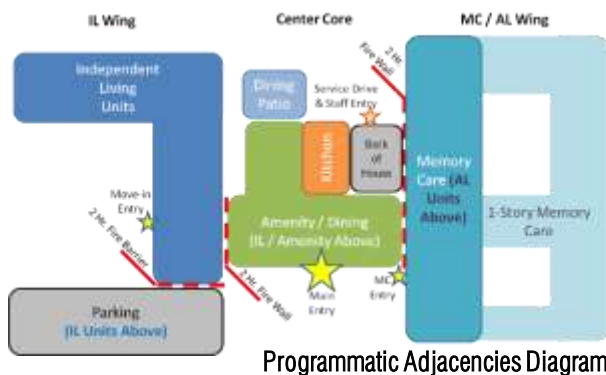 IL Wing
Center Core
MC / AL Wing
Independent
Living
Units
Dining
Patio
Service Drive
& Staff Entry
2 Hr.
Fire Wall
Kitchen
Back
of
House
Memory
Care (AL
Units
Above)
1-Story Memory
Care
Move-in
Entry
2 Hr. Fire Barrier
Amenity / Dining
(IL / Amenity Above)
2 Hr. Fire Wall
Main
Entry
MC
Entry
Parking
(IL Units Above)
Programmatic Adjacencies Diagram